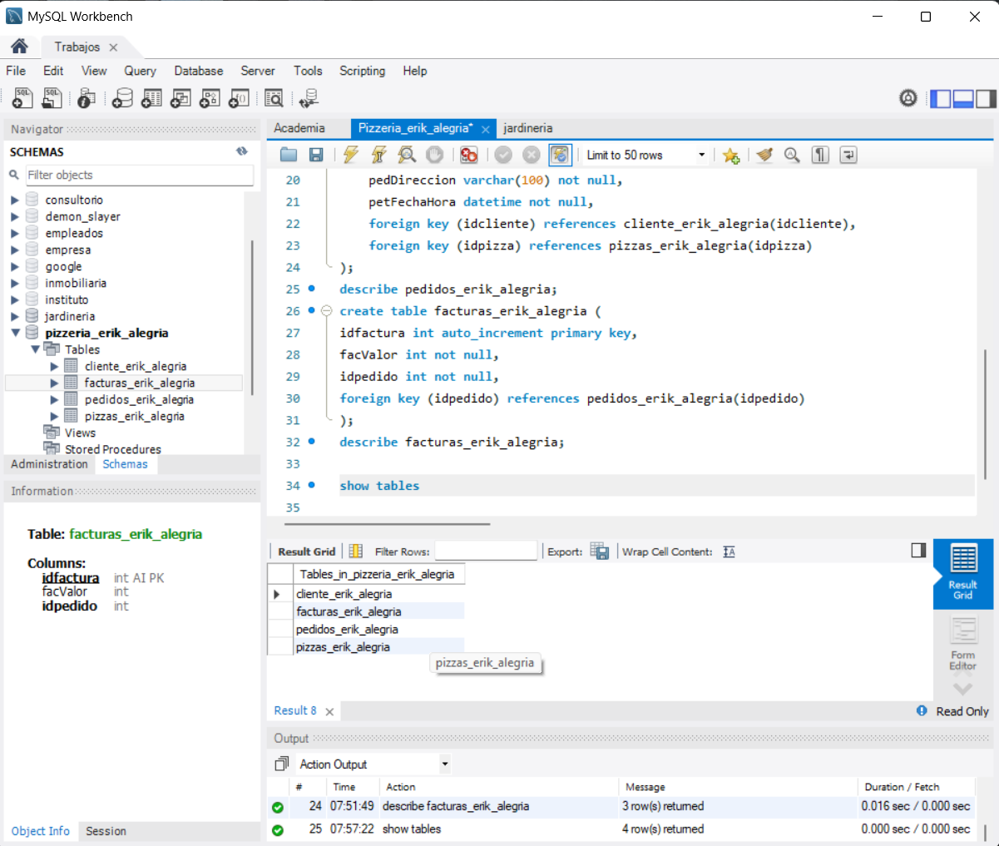 MySQL Workbench
Trabajos
File Edit View Query Database Server Tools Scripting Help
Navigator
SCHEMAS
Filter objects
consultorio
demon_slayer
empleados
empresa
google
inmobiliaria
instituto
jardineria
pizzeria_erik_alegria
Tables
cliente_erik_alegria
facturas_erik_alegria
pedidos_erik_alegria
pizzas_erik_alegria
Views
Stored Procedures
Administration Schemas
Information
Table: facturas_erik_alegria
Columns:
idfactura int AI PK
facValor int
idpedido int
Object Info Session
Academia Pizzeria_erik_alegria* jardineria
Limit to 50 rows
20 pedDireccion varchar(100) not null,
21 petFechaHora datetime not null,
22 foreign key (idcliente) references cliente_erik_alegria(idcliente),
23 foreign key (idpizza) references pizzas_erik_alegria(idpizza)
24 );
25 describe pedidos_erik_alegria;
26 create table facturas_erik_alegria (
27 idfactura int auto_increment primary key,
28 facValor int not null,
29 idpedido int not null,
30 foreign key (idpedido) references pedidos_erik_alegria(idpedido)
31 );
32 describe facturas_erik_alegria;
33
34 show tables
35
Result Grid Filter Rows: Export: Wrap Cell Content:
Tables_in_pizzeria_erik_alegria
cliente_erik_alegria
facturas_erik_alegria
pedidos_erik_alegria
pizzas_erik_alegria
pizzas_erik_alegria
Result
Grid
Form
Editor
Result 8
Read Only
Output
Action Output
# Time Action Message Duration / Fetch
24 07:51:49 describe facturas_erik_alegria 3 row(s) returned 0.016 sec / 0.000 sec
25 07:57:22 show tables 4 row(s) returned 0.000 sec / 0.000 sec